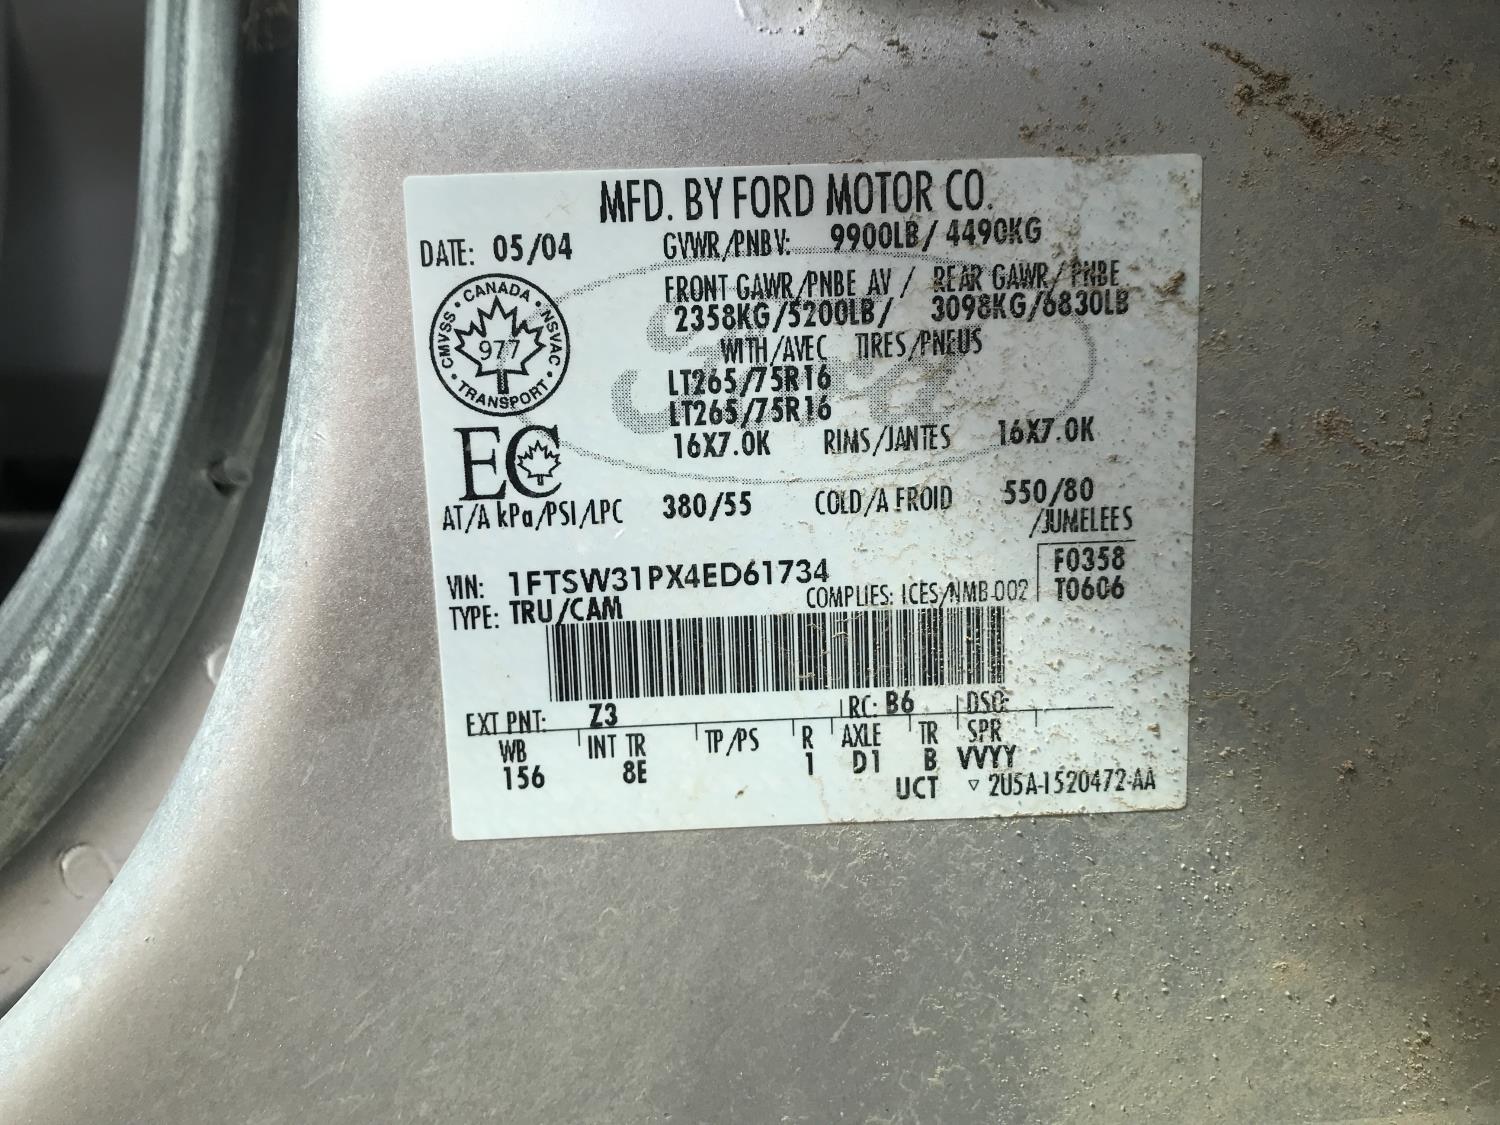 MFD. BY FORD MOTOR CO.
DATE: 05/04 GVWR/PNBV: 9900LB/ 4490KG
FRONT GAWR/PNBE AV / REAR GAWR/PNBE
2358KG/5200LB/ 3098KG/6830LB
WITH/AVEC TIRES/PNEUS
LT265/75R16
LT265/75R16
16X7.0K RIMS/JANTES 16X7.0K
CANADA
CMVSS NSVAC
977
TRANSPORT
EC
Ford
AT/A kPa/PSI/LPC 380/55 COLD/A FROID 550/80
/JUMELEES
VIN: 1FTSW31PX4ED61734 F0358
TYPE: TRU/CAM COMPLIES: ICES/NMB-002 T0606
EXT PNT: Z3 RC: B6 DSO:
WB INT TR TP/PS R AXLE TR SPR
156 8E 1 D1 B VVYY
UCT ▽ 2U5A-1520472-AA